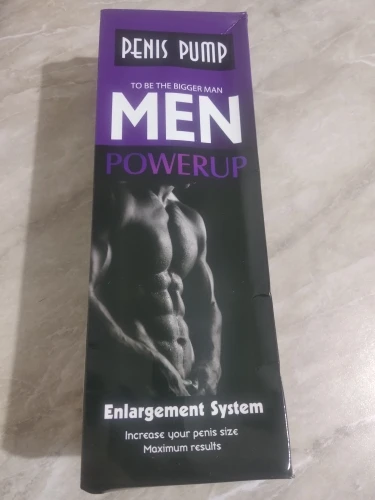 PENIS PUMP
TO BE THE BIGGER MAN
MEN
POWERUP
Enlargement System
Increase your penis size
Maximum results